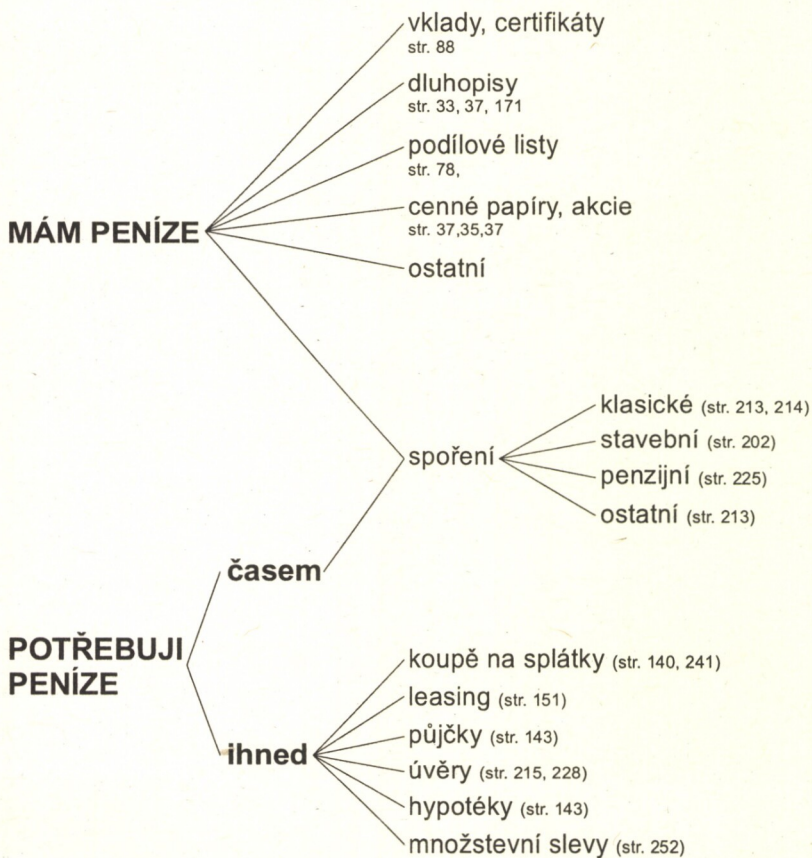 vklady, certifikáty
str. 88
dluhopisy
str. 33, 37, 171
podílové listy
str. 78,
MÁM PENÍZE
cenné papíry, akcie
str. 37,35,37
ostatní
spoření
klasické (str. 213, 214)
stavební (str. 202)
penzijní (str. 225)
ostatní (str. 213)
POTŘEBUJI
PENÍZE
časem
ihned
koupě na splátky (str. 140, 241)
leasing (str. 151)
půjčky (str. 143)
úvěry (str. 215, 228)
hypotéky (str. 143)
množstevní slevy (str. 252)